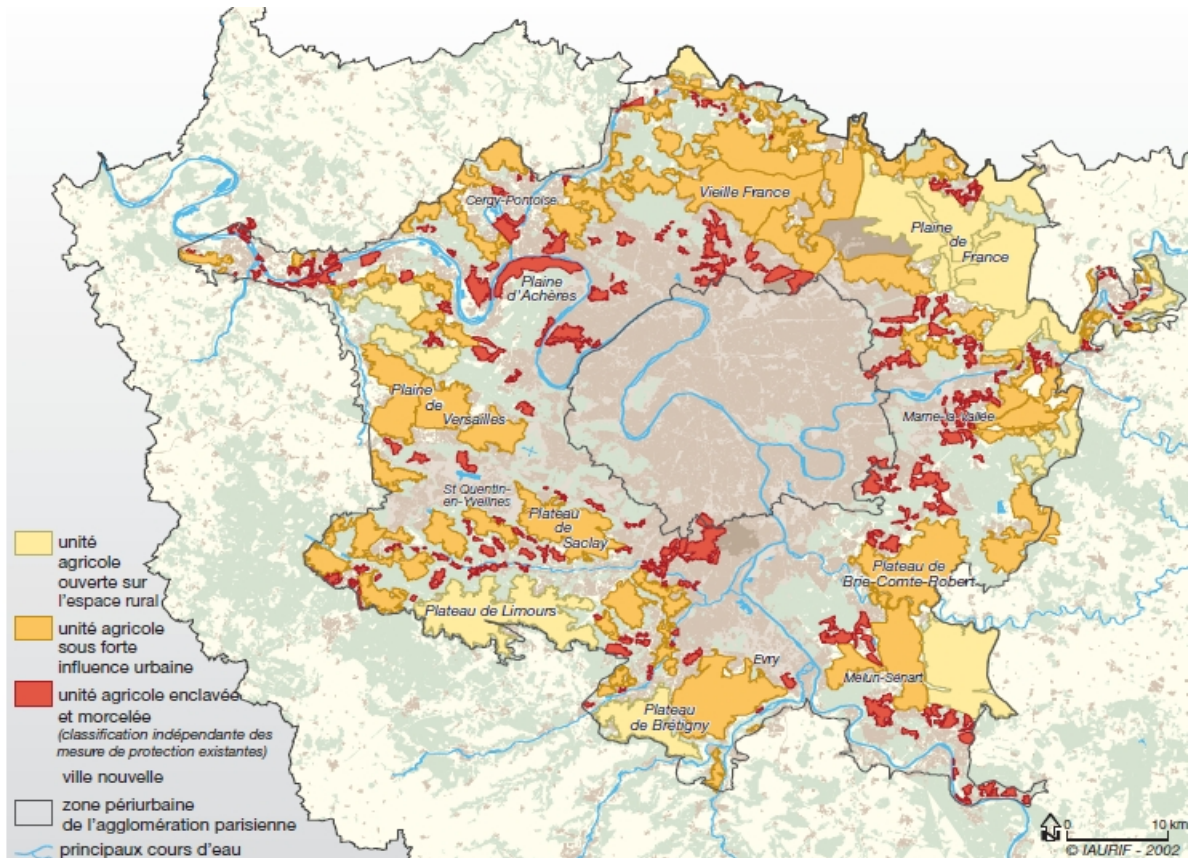 Vieille France
Cergy-Pontoise
Plaine
de
France
Plaine
d'Achères
Plaine
de
Versailles
Marne-la-Vallée
St Quentin-
en-Yvelines
Plateau
de
Saclay
Plateau de
Brie-Comte-Robert
Plateau de Limours
Evry
Melun-Sénart
Plateau
de Brétigny
unité
agricole
ouverte sur
l'espace rural
unité agricole
sous forte
influence urbaine
unité agricole enclavée
et morcelée
(classification indépendante des
mesure de protection existantes)
ville nouvelle
zone périurbaine
de l'agglomération parisienne
principaux cours d'eau
N
0 10 km
© IAURIF - 2002